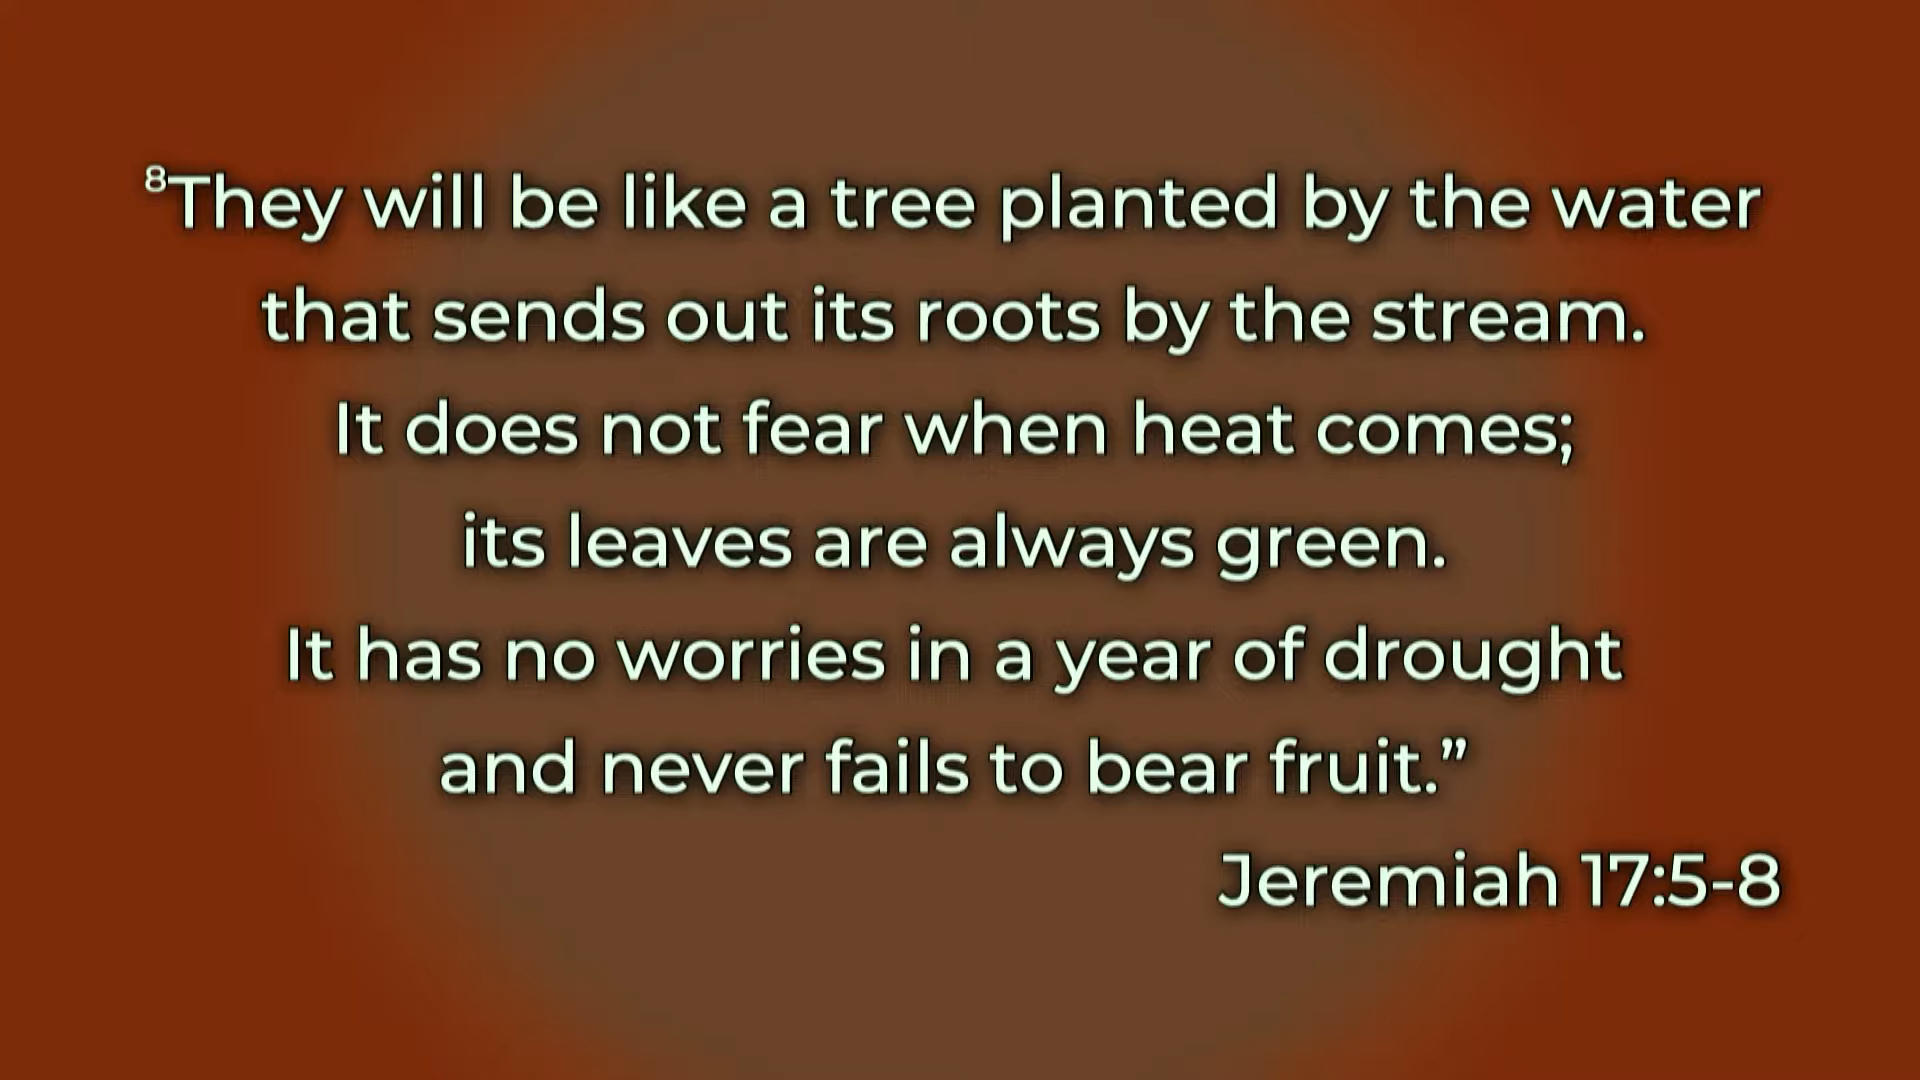 ⁸They will be like a tree planted by the water
that sends out its roots by the stream.
It does not fear when heat comes;
its leaves are always green.
It has no worries in a year of drought
and never fails to bear fruit.”
Jeremiah 17:5-8